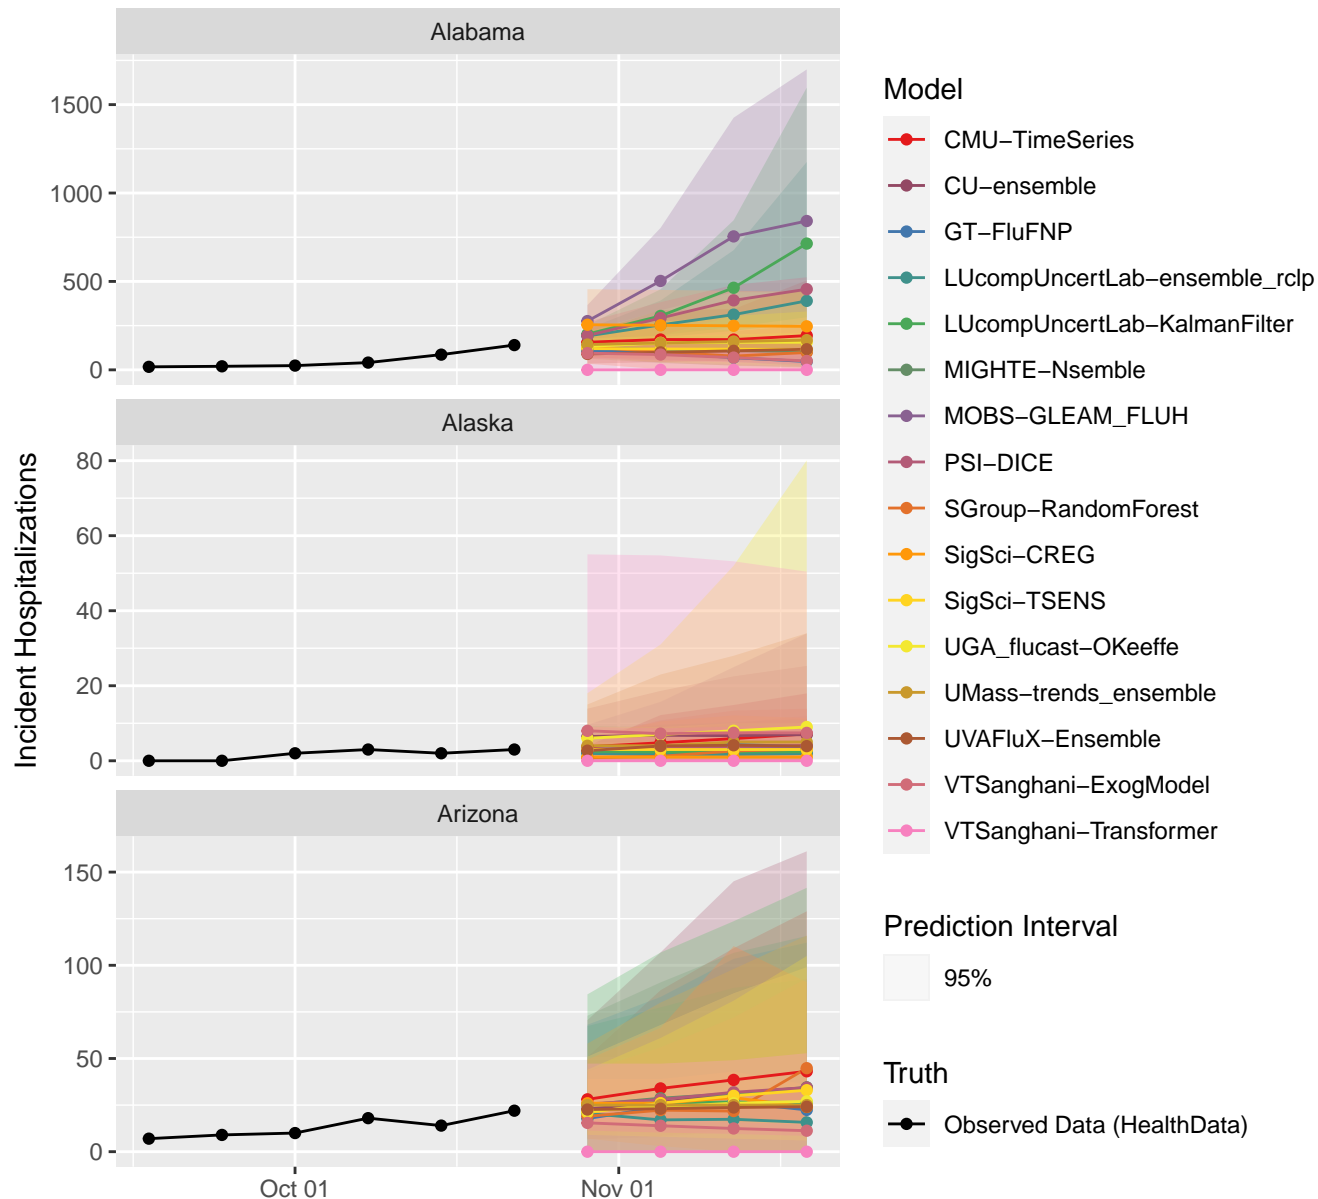 Alabama
1500
1000
500
0
Alaska
80
60
40
20
0
Arizona
150
100
50
0
Oct 01
Nov 01
Incident Hospitalizations
Model
CMU−TimeSeries
CU−ensemble
GT−FluFNP
LUcompUncertLab−ensemble_rclp
LUcompUncertLab−KalmanFilter
MIGHTE−Nsemble
MOBS−GLEAM_FLUH
PSI−DICE
SGroup−RandomForest
SigSci−CREG
SigSci−TSENS
UGA_flucast−OKeeffe
UMass−trends_ensemble
UVAFluX−Ensemble
VTSanghani−ExogModel
VTSanghani−Transformer
Prediction Interval
95%
Truth
Observed Data (HealthData)